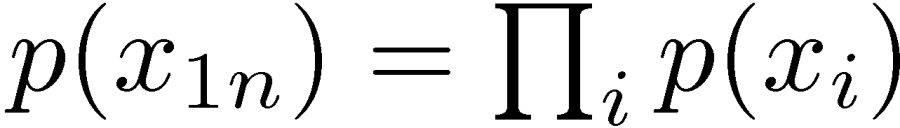 p(x_{1n}) = \prod_i p(x_i)